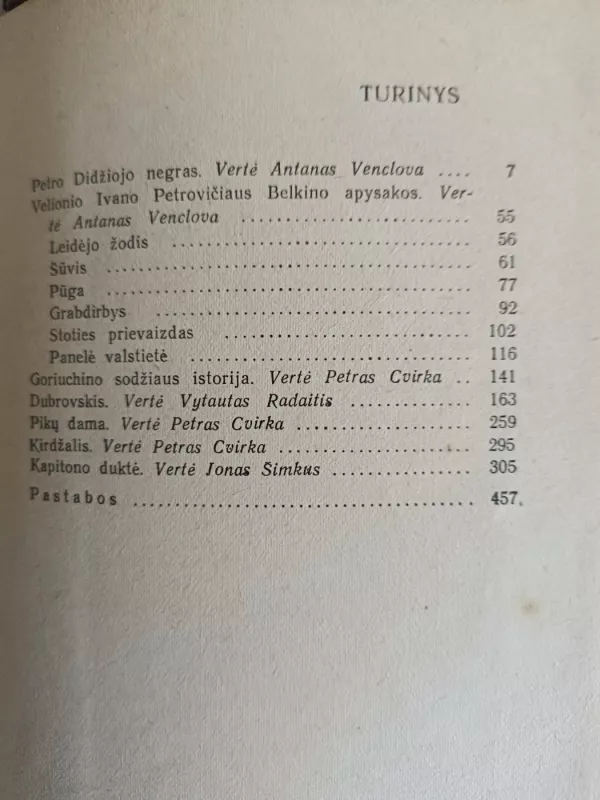 TURINYS
Petro Didžiojo negras. Vertė Antanas Venclova .... 7
Velionio Ivano Petrovičiaus Belkino apysakos. Ver-
tė Antanas Venclova ........................ 55
Leidėjo žodis ............................... 56
Šūvis ....................................... 61
Pūga ........................................ 77
Grabdirbys .................................. 92
Stoties prievaizdas ......................... 102
Panelė valstietė ............................ 116
Goriuchino sodžiaus istorija. Vertė Petras Cvirka .. 141
Dubrovskis. Vertė Vytautas Radaitis ............. 163
Pikų dama. Vertė Petras Cvirka .................. 259
Kirdžalis. Vertė Petras Cvirka .................... 295
Kapitono duktė. Vertė Jonas Šimkus .............. 305
Pastabos ..................................... 457